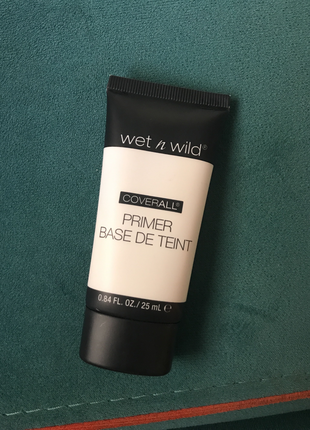 wet n wild®
COVERALL®
PRIMER
BASE DE TEINT
0.84 FL. OZ./ 25 mL ℮